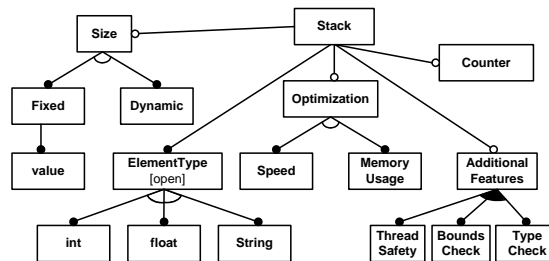 Stack
Size
Counter
Fixed
Dynamic
Optimization
value
ElementType
[open]
Speed
Memory
Usage
Additional
Features
int
float
String
Thread
Safety
Bounds
Check
Type
Check